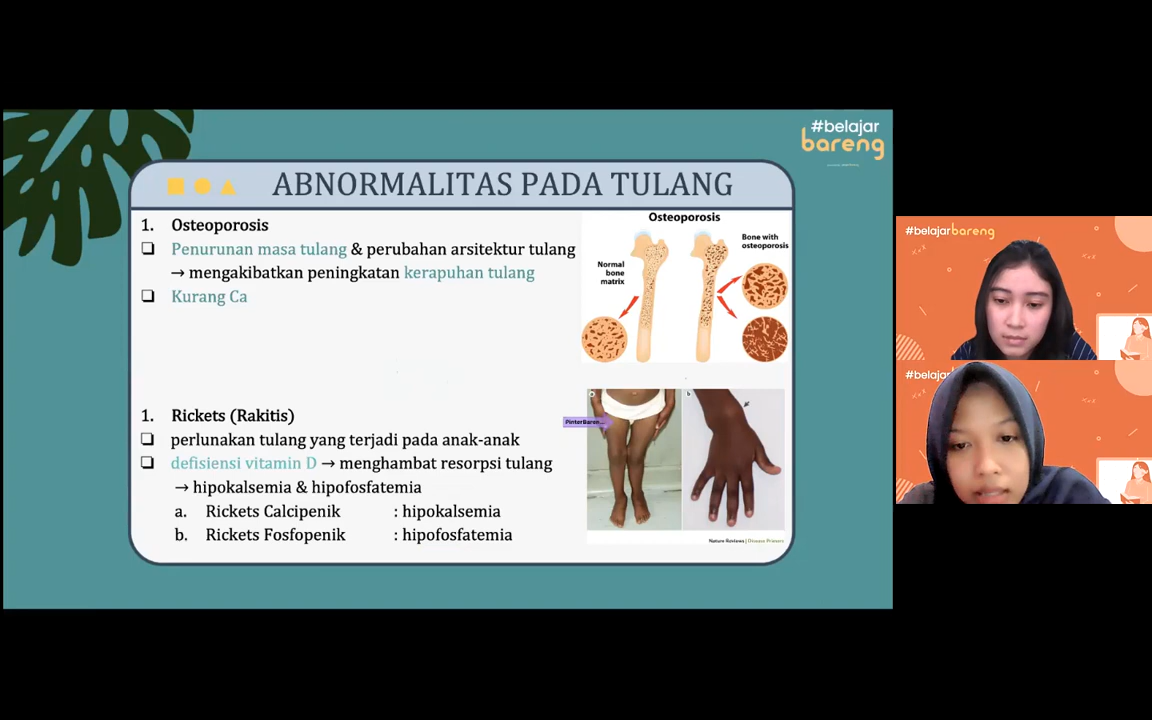 #belajar
bareng
ABNORMALITAS PADA TULANG
1. Osteoporosis
❏ Penurunan masa tulang & perubahan arsitektur tulang
→ mengakibatkan peningkatan kerapuhan tulang
❏ Kurang Ca
Osteoporosis
Bone with
osteoporosis
Normal
bone
matrix
1. Rickets (Rakitis)
❏ perlunakan tulang yang terjadi pada anak-anak
❏ defisiensi vitamin D → menghambat resorpsi tulang
→ hipokalsemia & hipofosfatemia
a. Rickets Calcipenik : hipokalsemia
b. Rickets Fosfopenik : hipofosfatemia
PinterBaren...
a
b
Nature Reviews | Disease Primers
#belajarbareng
#belajar